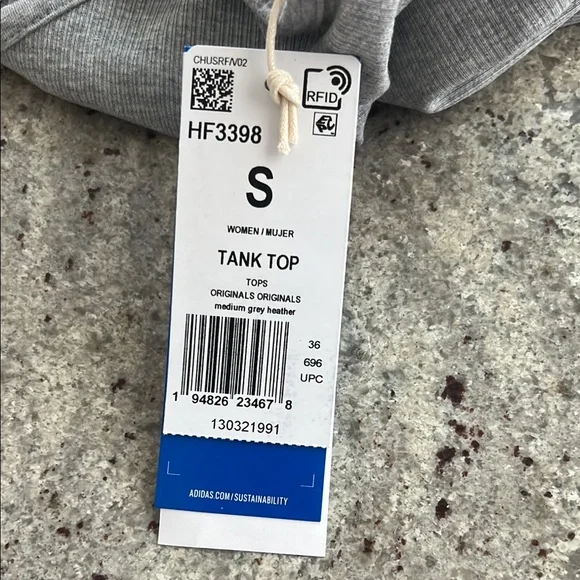 CHUSRF/V02
RFID
HF3398
S
WOMEN / MUJER
TANK TOP
TOPS
ORIGINALS ORIGINALS
medium grey heather
36
696
UPC
1 94826 23467 8
130321991
ADIDAS.COM/SUSTAINABILITY